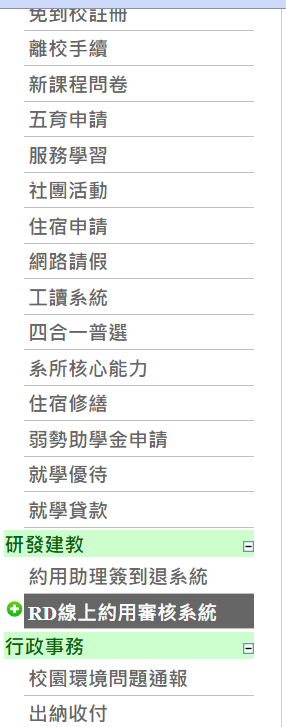 免到校註冊
離校手續
新課程問卷
五育申請
服務學習
社團活動
住宿申請
網路請假
工讀系統
四合一普選
系所核心能力
住宿修繕
弱勢助學金申請
就學優待
就學貸款
研發建教
約用助理簽到退系統
RD線上約用審核系統
行政事務
校園環境問題通報
出納收付